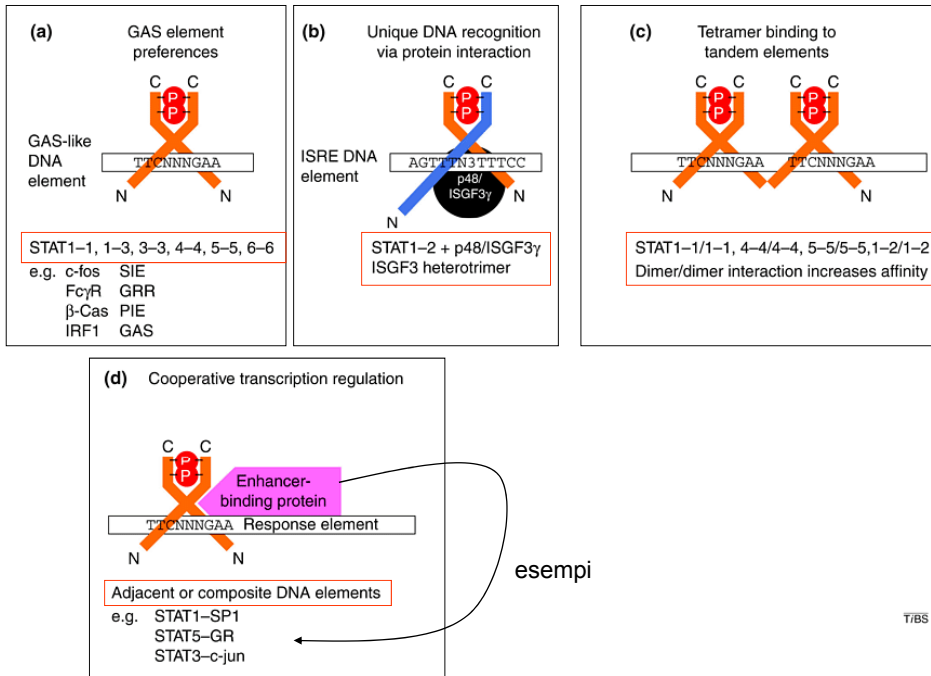 (a)
GAS element
preferences
C C
P
P
GAS-like
DNA
element
TTCNNNGAA
N
N
STAT1–1, 1–3, 3–3, 4–4, 5–5, 6–6
e.g. c-fos SIE
FcγR GRR
β-Cas PIE
IRF1 GAS
(b)
Unique DNA recognition
via protein interaction
C C
P
P
ISRE DNA
element
AGTTTN3TTTCC
p48/
ISGF3γ
N
N
STAT1–2 + p48/ISGF3γ
ISGF3 heterotrimer
(c)
Tetramer binding to
tandem elements
C C C C
P P
P P
TTCNNNGAA TTCNNNGAA
N N
STAT1–1/1–1, 4–4/4–4, 5–5/5–5,1–2/1–2
Dimer/dimer interaction increases affinity
(d) Cooperative transcription regulation
C C
P
P
Enhancer-
binding protein
TTCNNNGAA Response element
N N
Adjacent or composite DNA elements
e.g. STAT1–SP1
STAT5–GR
STAT3–c-jun
esempi
TiBS